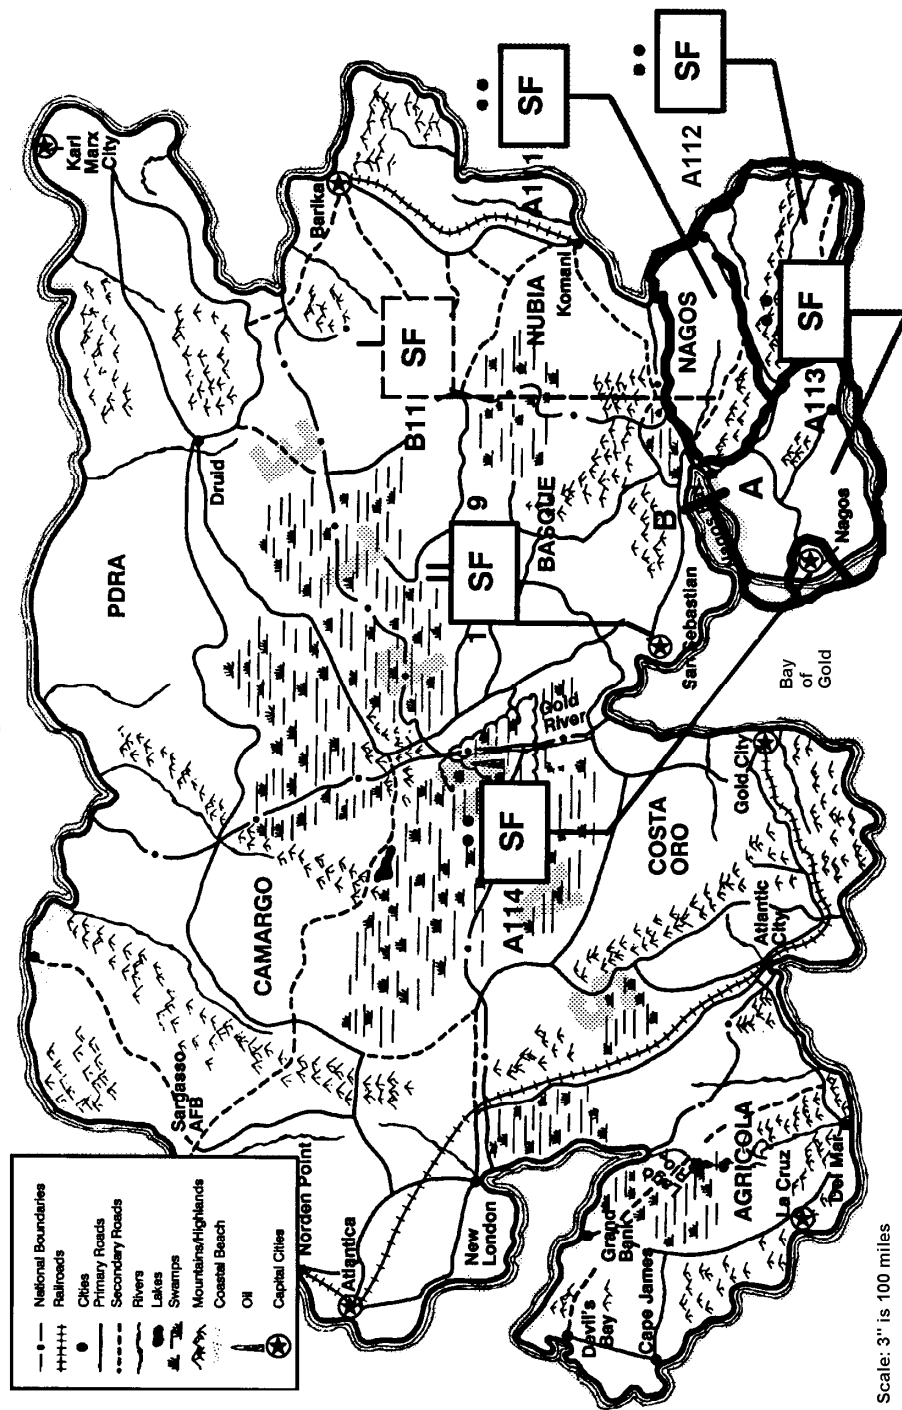 National Boundaries
Railroads
Cities
Primary Roads
Secondary Roads
Rivers
Lakes
Swamps
Mountains/Highlands
Coastal Beach
Oil
Capital Cities
Karl
Marx
City
PDRA
Druid
Barika
SF
A111
SF
A112
SF
B11
NUBIA
Komani
NAGOS
SF
A113
BASQUE
1
9
SF
B
A
Nagos
San Sebastian
Bay
of
Gold
Gold
River
CAMARGO
SF
A114
COSTA
ORO
Gold City
Atlantic
City
Sargasso
AFB
Norden Point
Atlantica
New
London
AGRICOLA
La Cruz
Del Mar
Grand
Bank
Devil's
Bay
Cape James
Scale: 3" is 100 miles